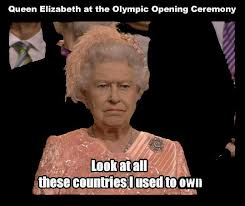 Queen Elizabeth at the Olympic Opening Ceremony
Look at all
these countries I used to own